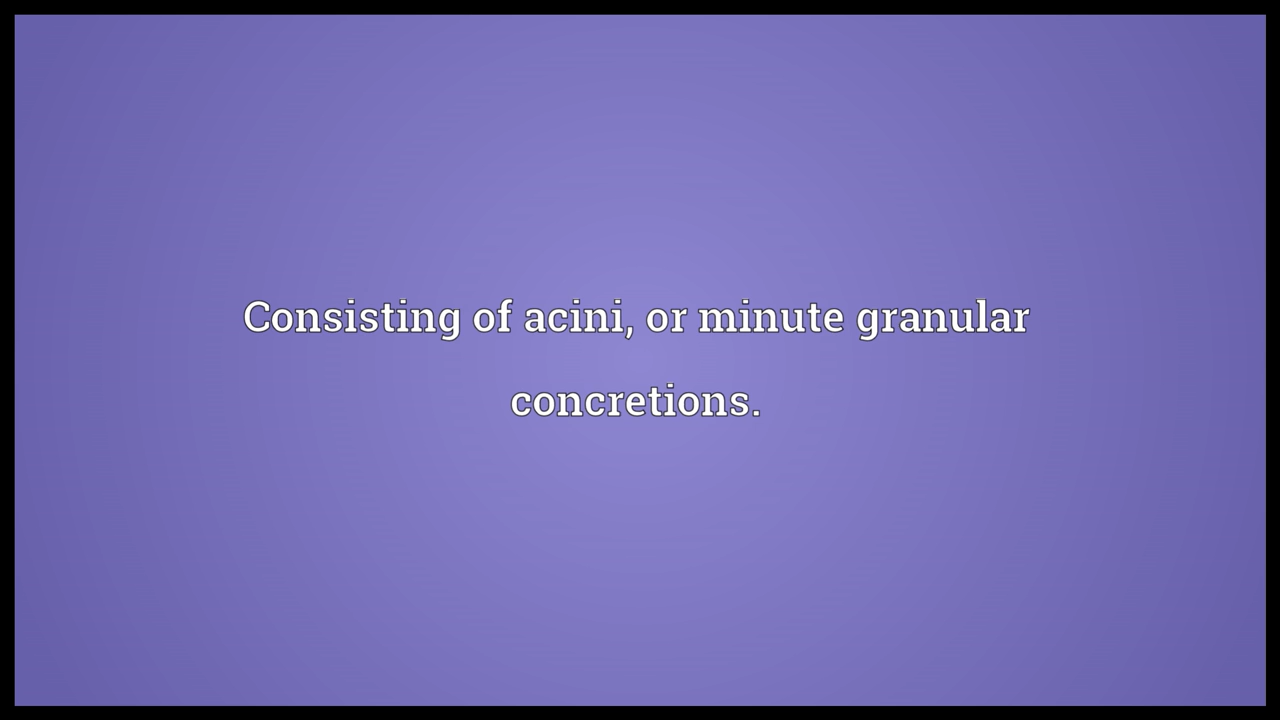 Consisting of acini, or minute granular
concretions.